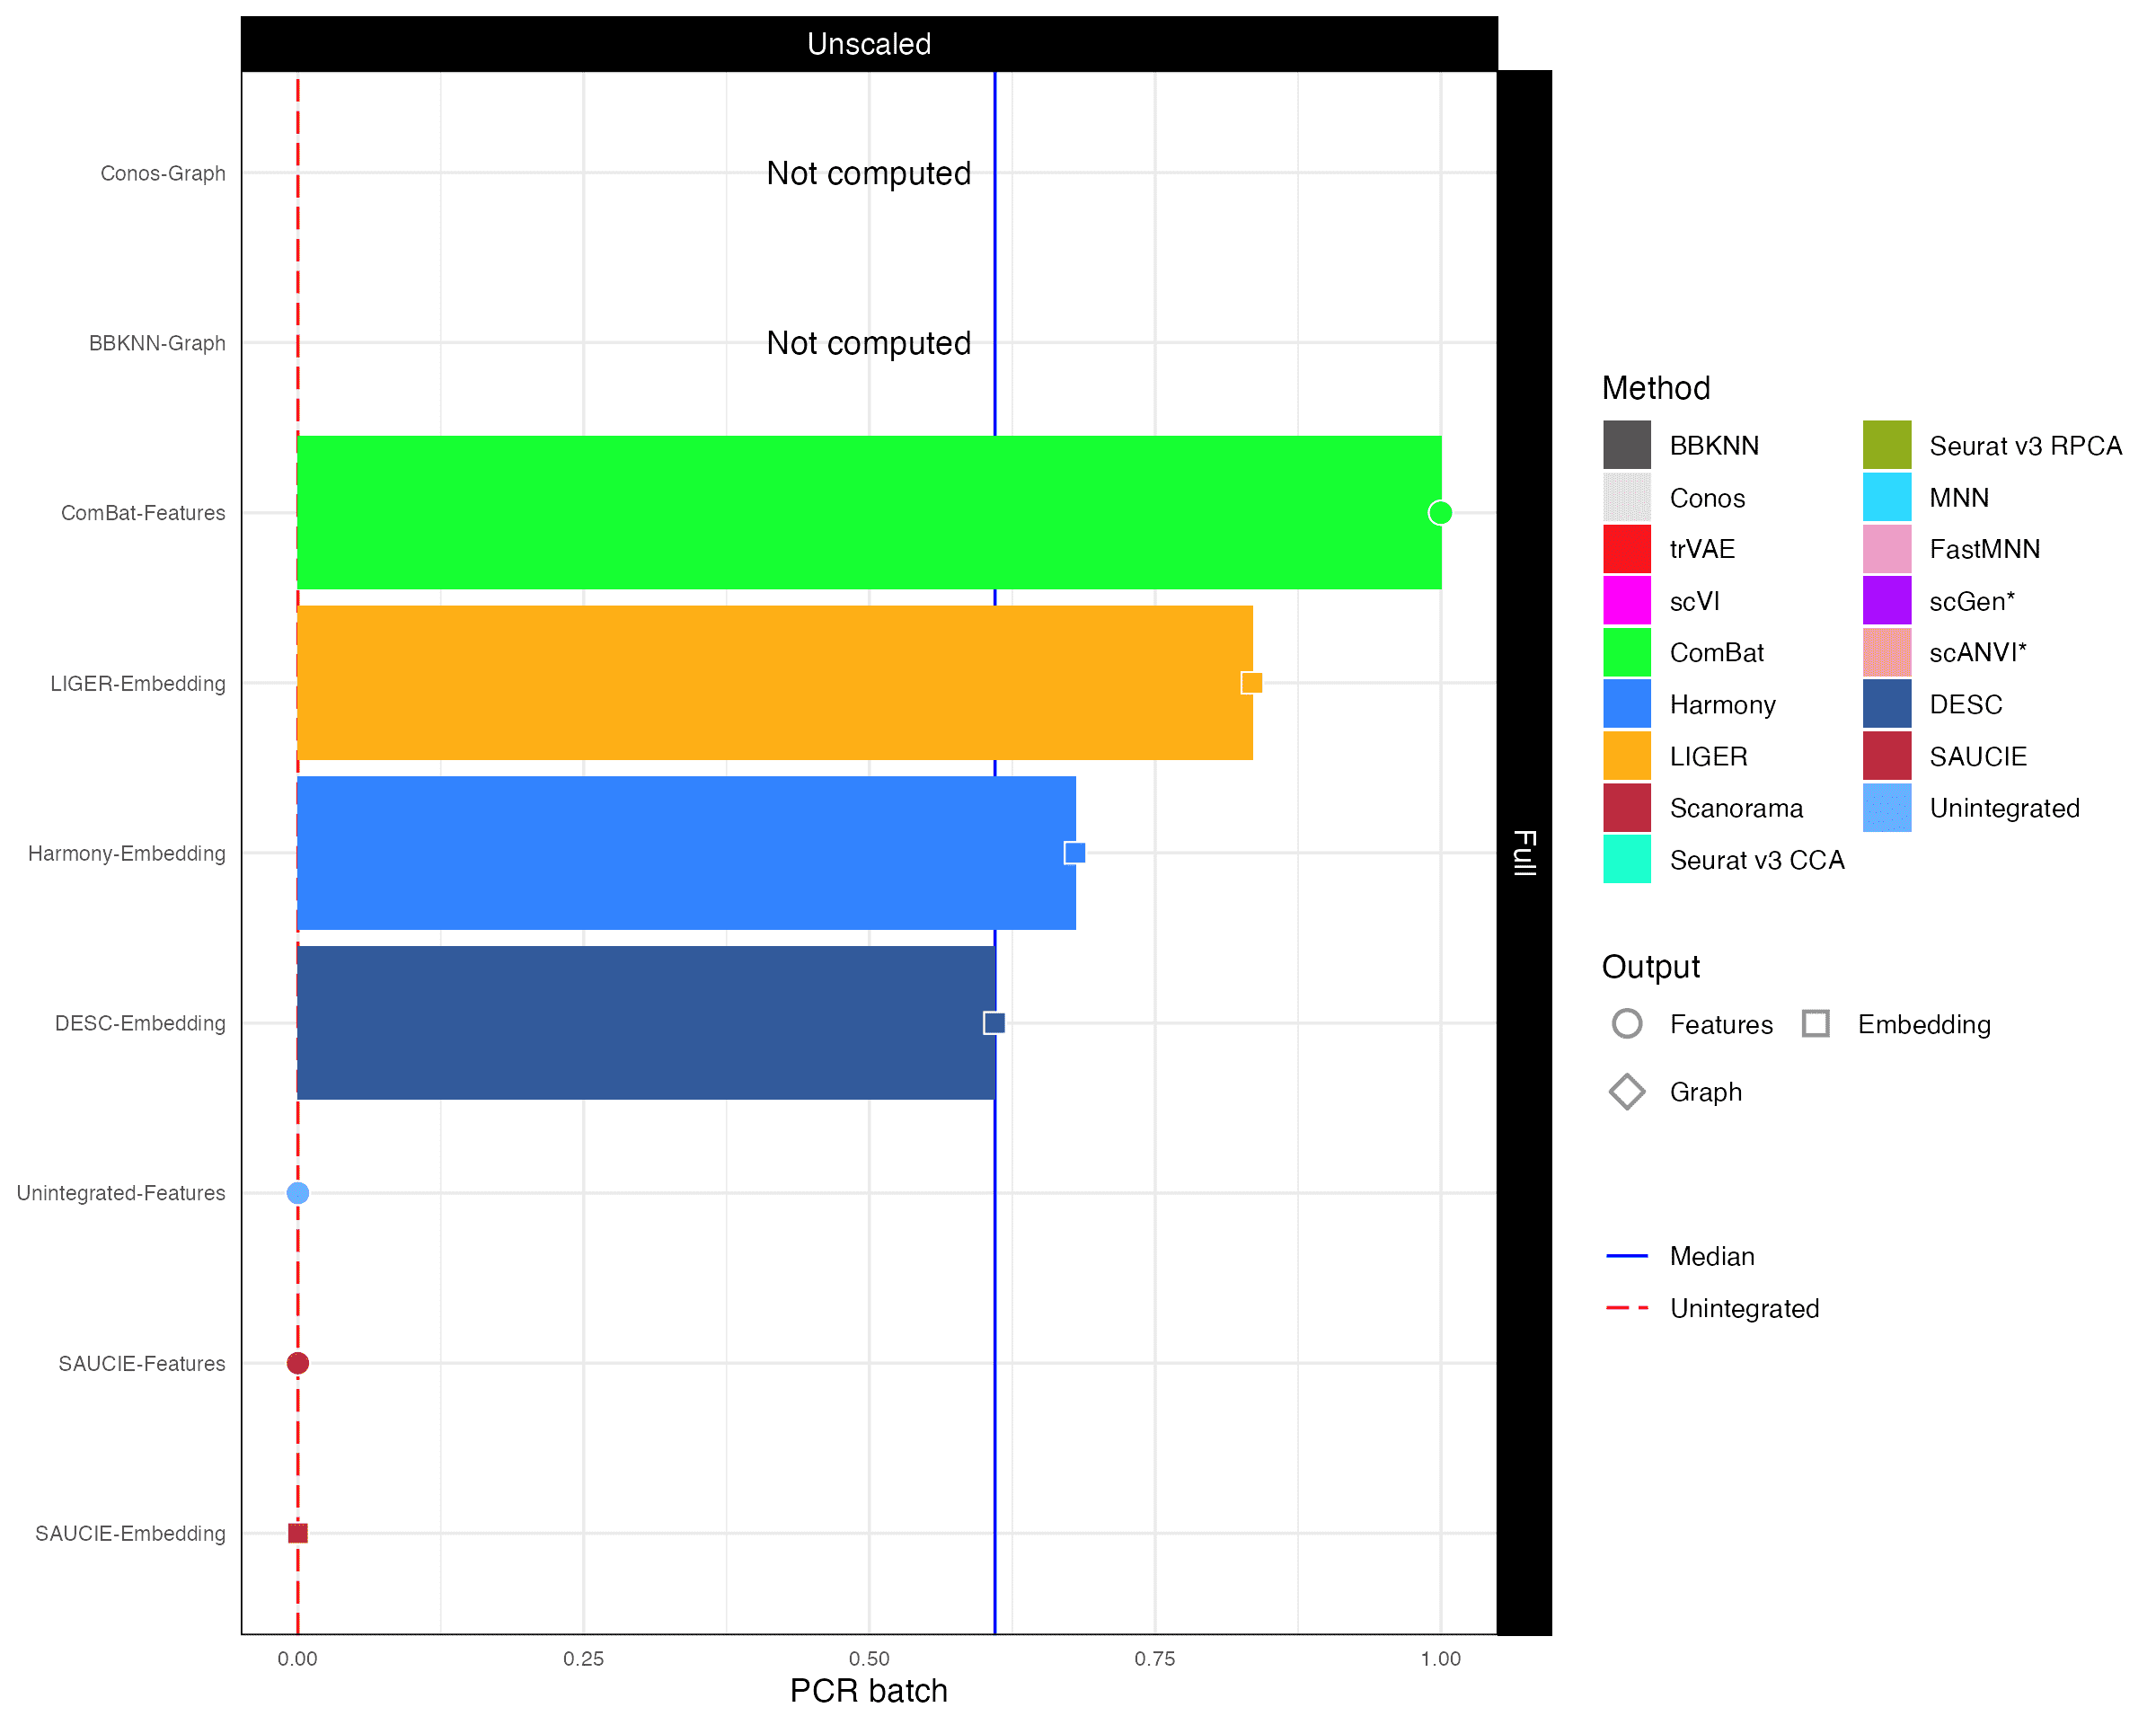 Unscaled
Conos-Graph
Not computed
BBKNN-Graph
Not computed
ComBat-Features
LIGER-Embedding
Harmony-Embedding
DESC-Embedding
Unintegrated-Features
SAUCIE-Features
SAUCIE-Embedding
0.00 0.25 0.50 0.75 1.00
PCR batch
Full
Method
BBKNN Seurat v3 RPCA
Conos MNN
trVAE FastMNN
scVI scGen*
ComBat scANVI*
Harmony DESC
LIGER SAUCIE
Scanorama Unintegrated
Seurat v3 CCA
Output
Features Embedding
Graph
Median
Unintegrated